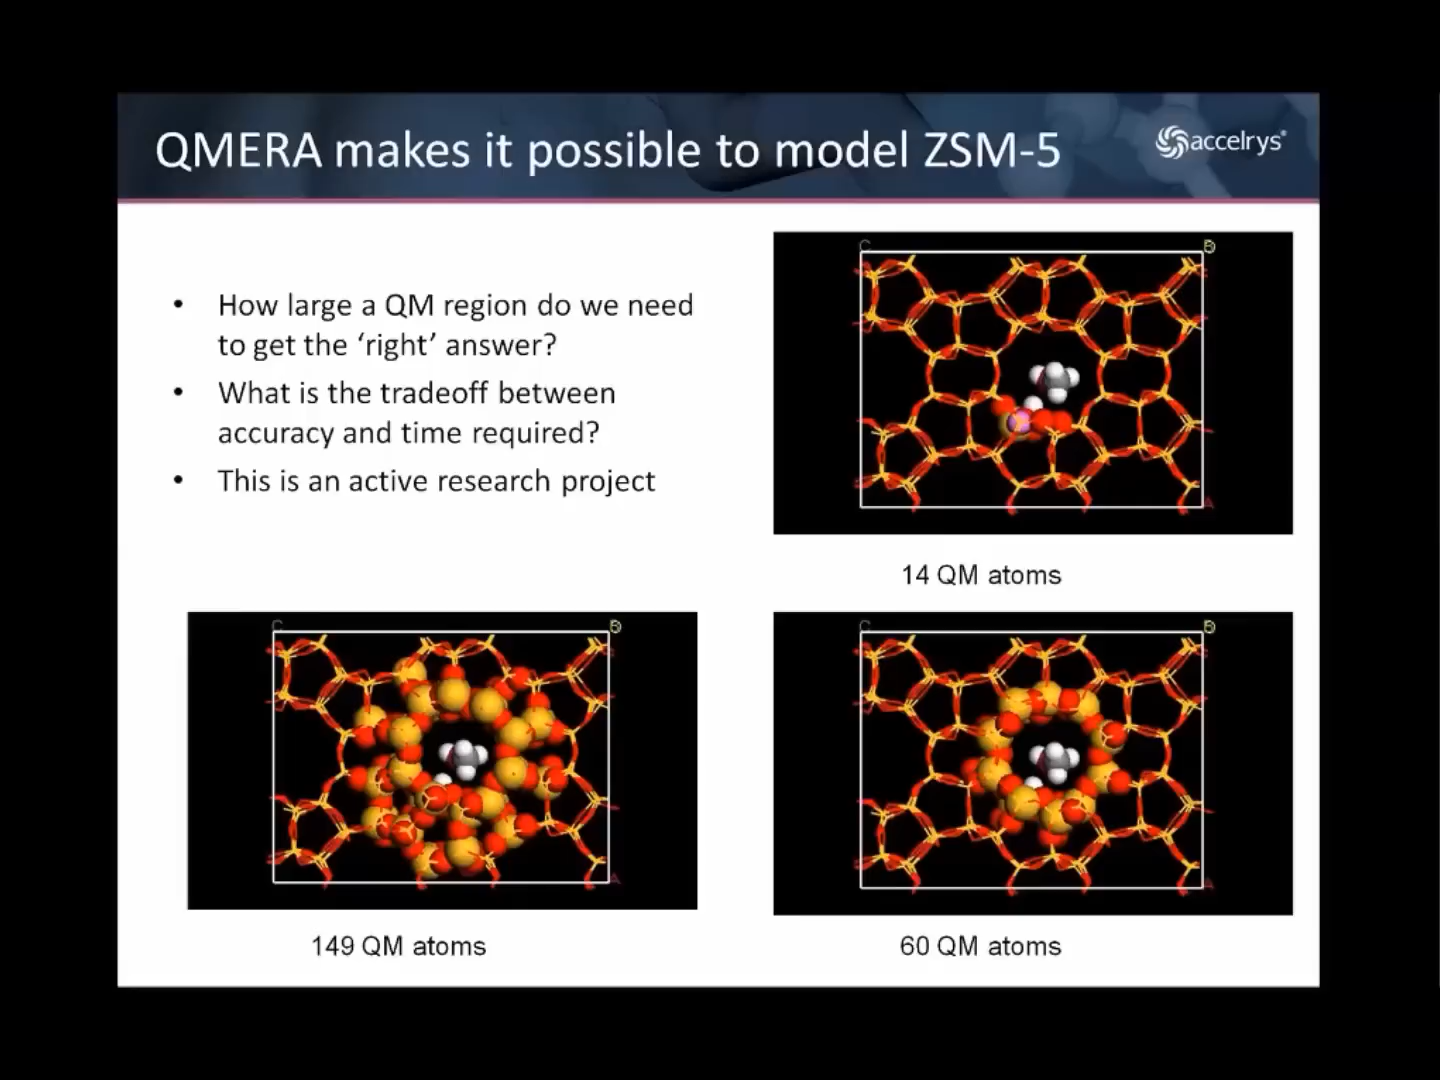 QMERA makes it possible to model ZSM-5
accelrys®
• How large a QM region do we need
to get the ‘right’ answer?
• What is the tradeoff between
accuracy and time required?
• This is an active research project
C B
A
14 QM atoms
C B
A
149 QM atoms
C B
A
60 QM atoms